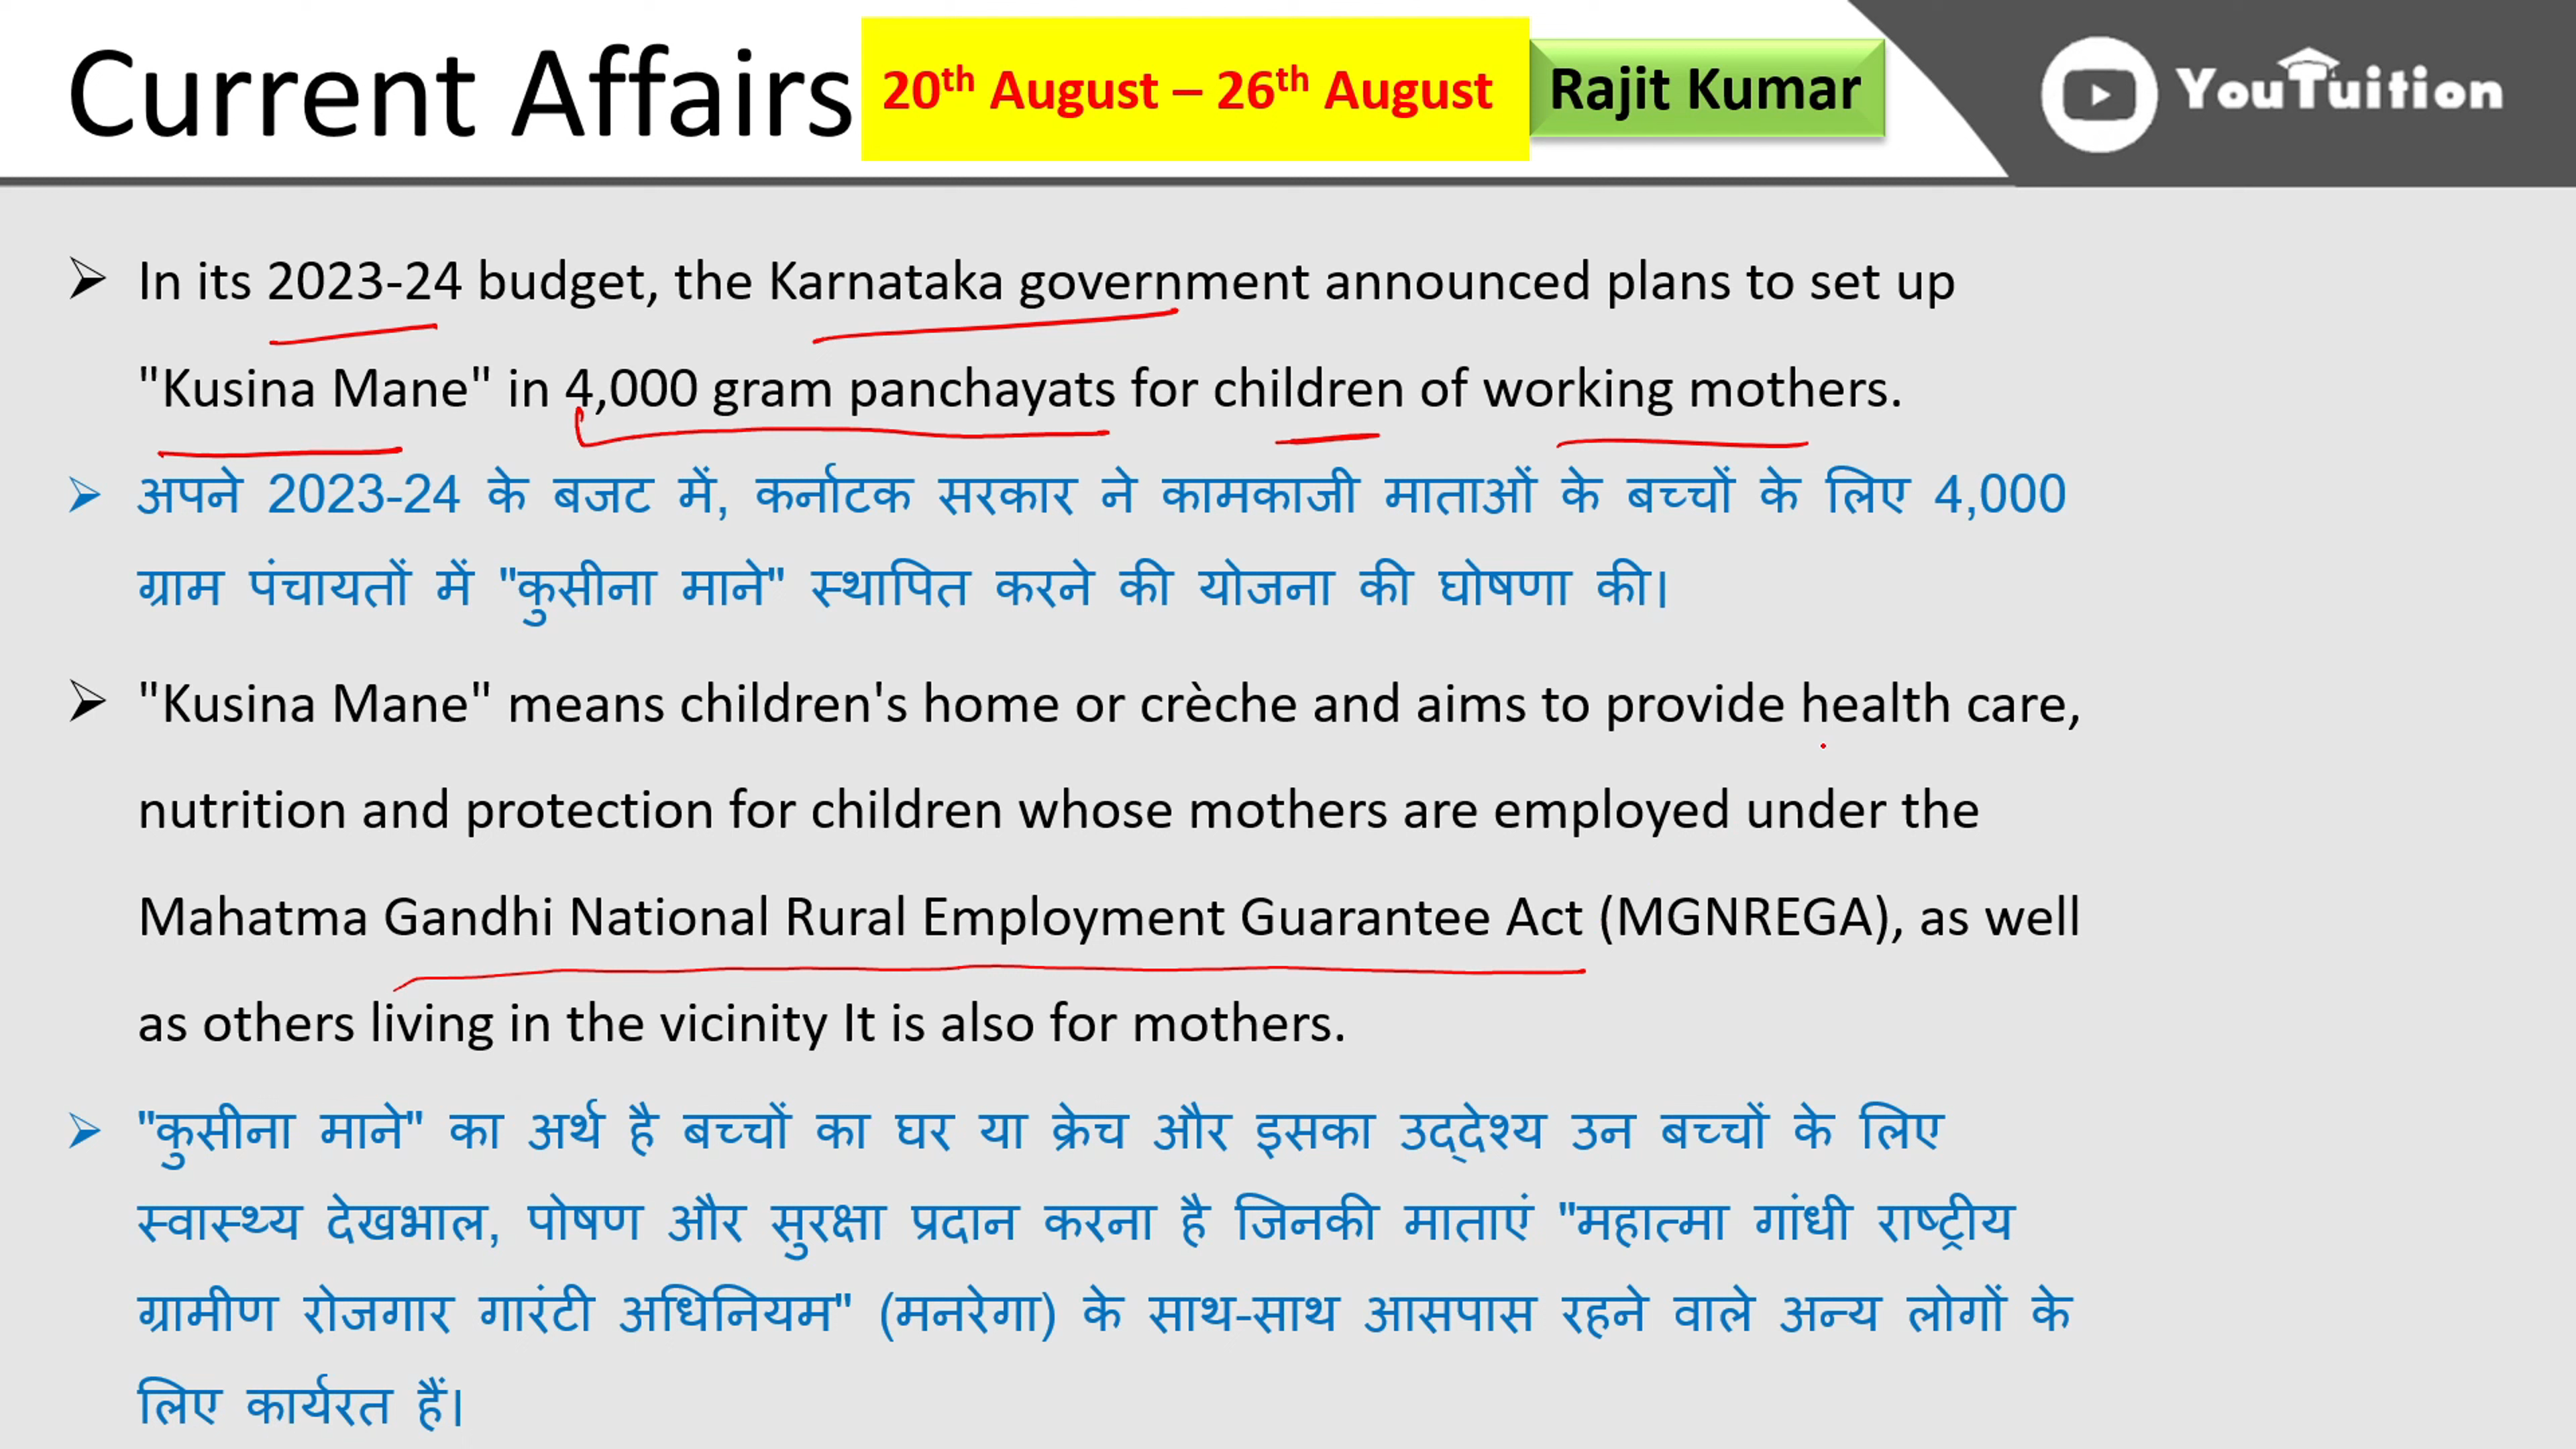 Current Affairs
20th August – 26th August
Rajit Kumar
YouTuition
In its 2023-24 budget, the Karnataka government announced plans to set up
"Kusina Mane" in 4,000 gram panchayats for children of working mothers.
अपने 2023-24 के बजट में, कर्नाटक सरकार ने कामकाजी माताओं के बच्चों के लिए 4,000
ग्राम पंचायतों में "कुसीना माने" स्थापित करने की योजना की घोषणा की।
"Kusina Mane" means children's home or crèche and aims to provide health care,
nutrition and protection for children whose mothers are employed under the
Mahatma Gandhi National Rural Employment Guarantee Act (MGNREGA), as well
as others living in the vicinity It is also for mothers.
"कुसीना माने" का अर्थ है बच्चों का घर या क्रेच और इसका उद्देश्य उन बच्चों के लिए
स्वास्थ्य देखभाल, पोषण और सुरक्षा प्रदान करना है जिनकी माताएं "महात्मा गांधी राष्ट्रीय
ग्रामीण रोजगार गारंटी अधिनियम" (मनरेगा) के साथ-साथ आसपास रहने वाले अन्य लोगों के
लिए कार्यरत हैं।